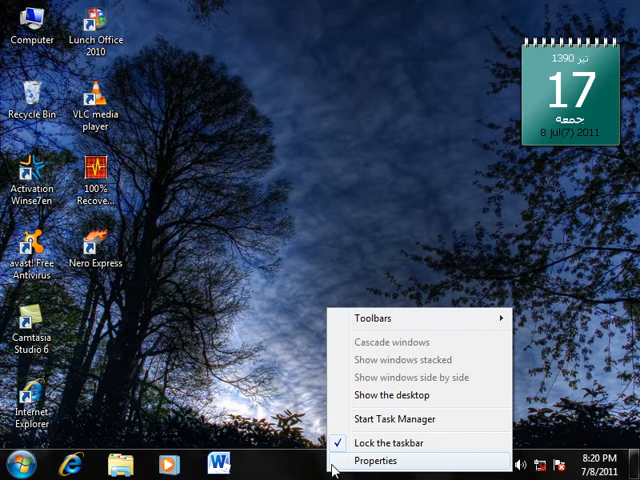 Computer
Lunch Office
2010
Recycle Bin
VLC media
player
Activation
Winse7en
100%
Recove...
avast! Free
Antivirus
Nero Express
Camtasia
Studio 6
Internet
Explorer
تیر 1390
17
جمعه
8 Jul(7) 2011
Toolbars
Cascade windows
Show windows stacked
Show windows side by side
Show the desktop
Start Task Manager
Lock the taskbar
Properties
8:20 PM
7/8/2011